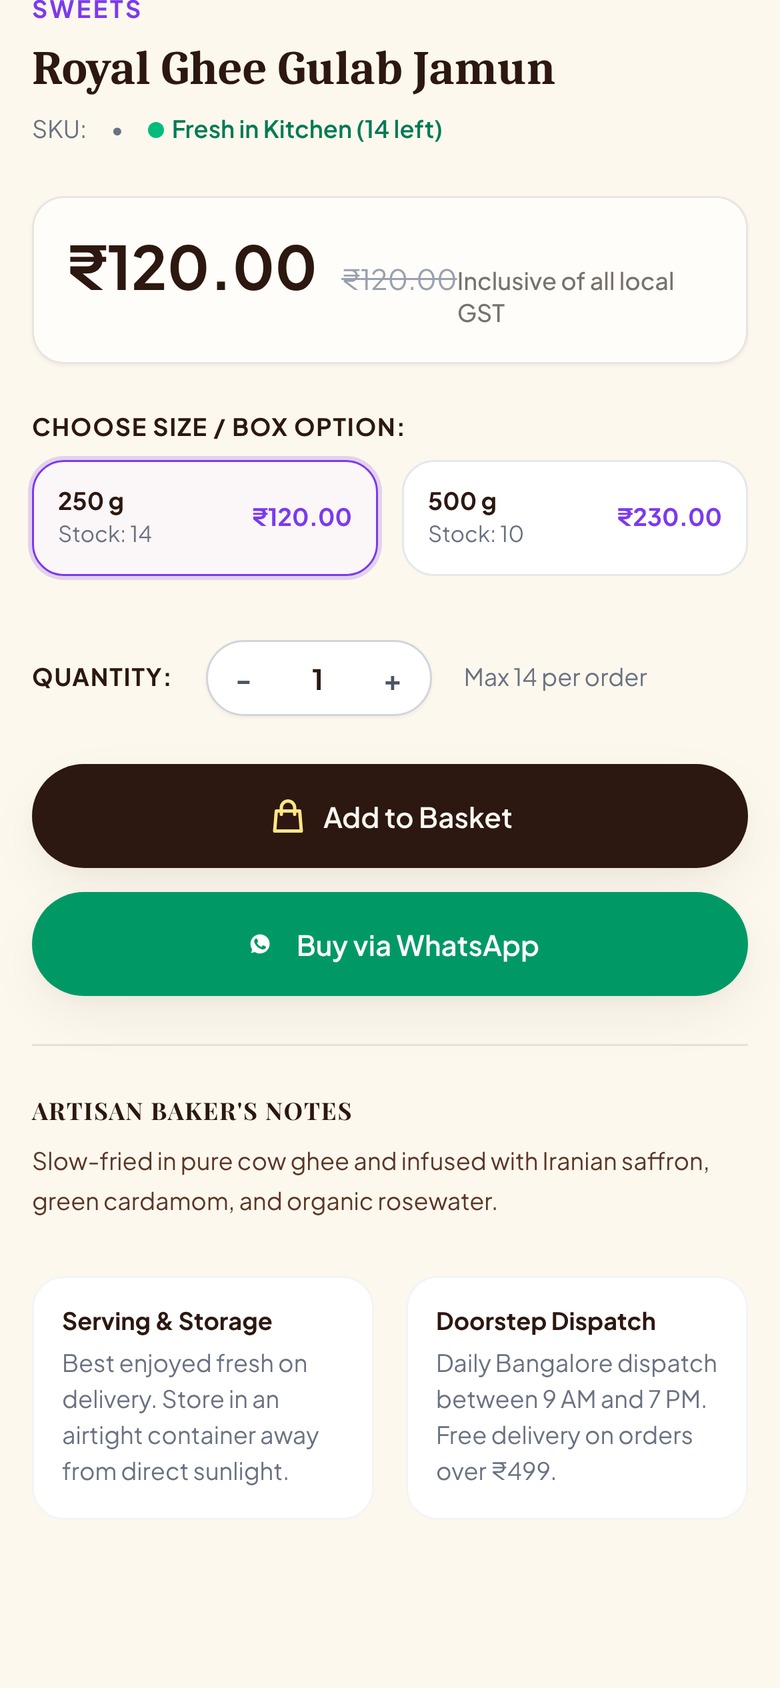 SWEETS
Royal Ghee Gulab Jamun
SKU: • Fresh in Kitchen (14 left)
₹120.00 ₹120.00 Inclusive of all local
GST
CHOOSE SIZE / BOX OPTION:
250 g
Stock: 14
₹120.00
500 g
Stock: 10
₹230.00
QUANTITY: - 1 + Max 14 per order
Add to Basket
Buy via WhatsApp
ARTISAN BAKER'S NOTES
Slow-fried in pure cow ghee and infused with Iranian saffron,
green cardamom, and organic rosewater.
Serving & Storage
Best enjoyed fresh on
delivery. Store in an
airtight container away
from direct sunlight.
Doorstep Dispatch
Daily Bangalore dispatch
between 9 AM and 7 PM.
Free delivery on orders
over ₹499.